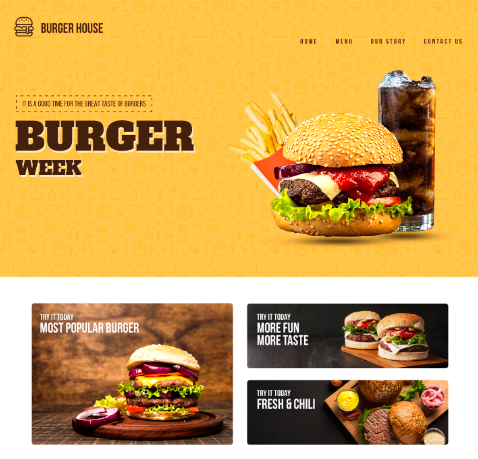 BURGER HOUSE
HOME MENU OUR STORY CONTACT US
IT IS A GOOD TIME FOR THE GREAT TASTE OF BURGERS
BURGER
WEEK
TRY IT TODAY
MOST POPULAR BURGER
TRY IT TODAY
MORE FUN
MORE TASTE
TRY IT TODAY
FRESH & CHILI